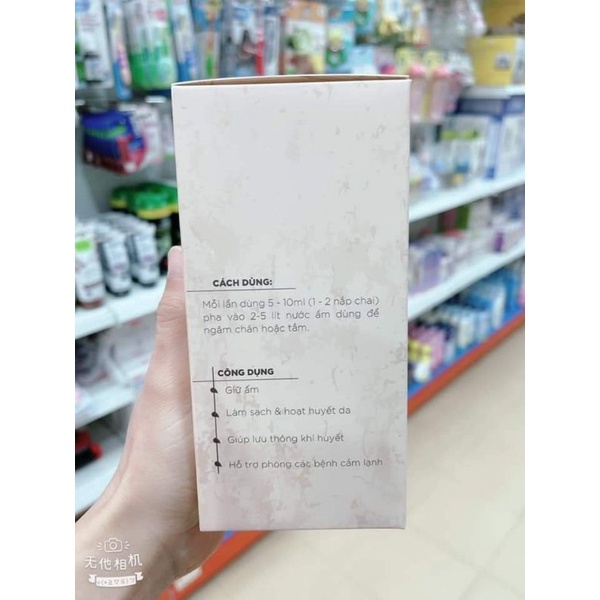 CÁCH DÙNG:
Mỗi lần dùng 5 - 10ml (1 - 2 nắp chai)
pha vào 2-5 lít nước ấm dùng để
ngâm chân hoặc tắm.
CÔNG DỤNG
Giữ ấm
Làm sạch & hoạt huyết da
Giúp lưu thông khí huyết
Hỗ trợ phòng các bệnh cảm lạnh
无他相机